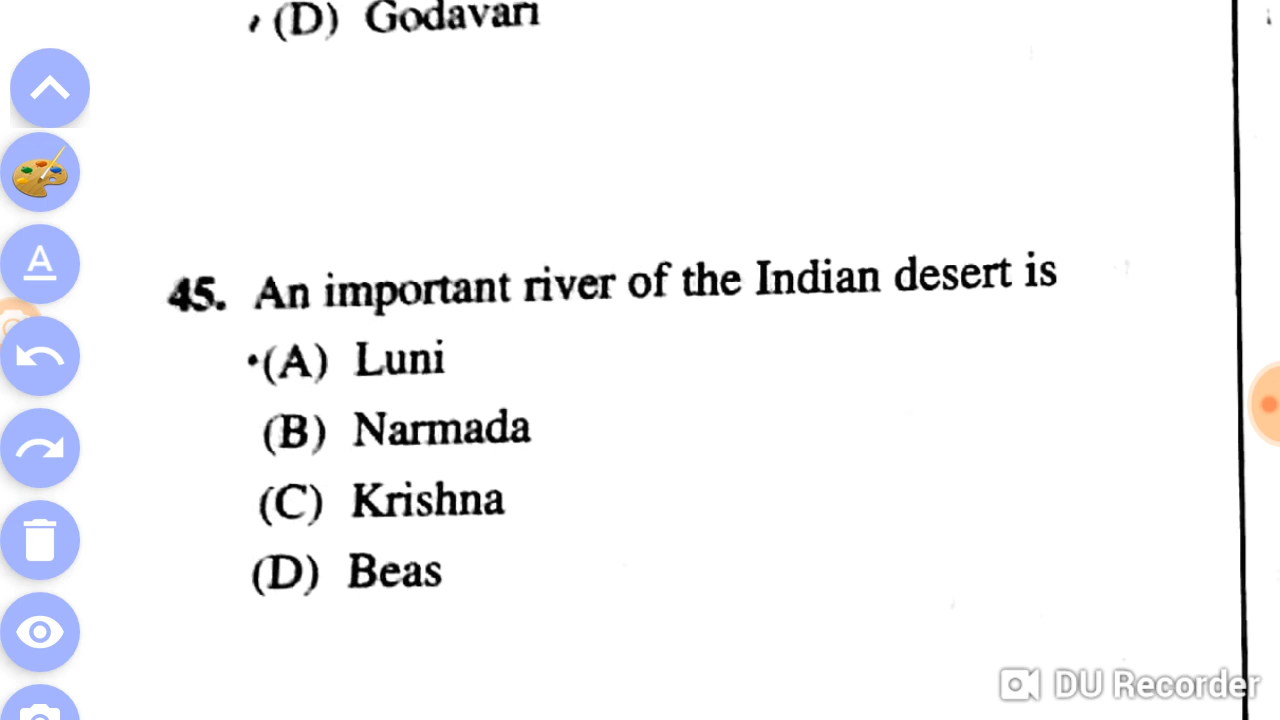 (D) Godavari
45. An important river of the Indian desert is
(A) Luni
(B) Narmada
(C) Krishna
(D) Beas
A
DU Recorder